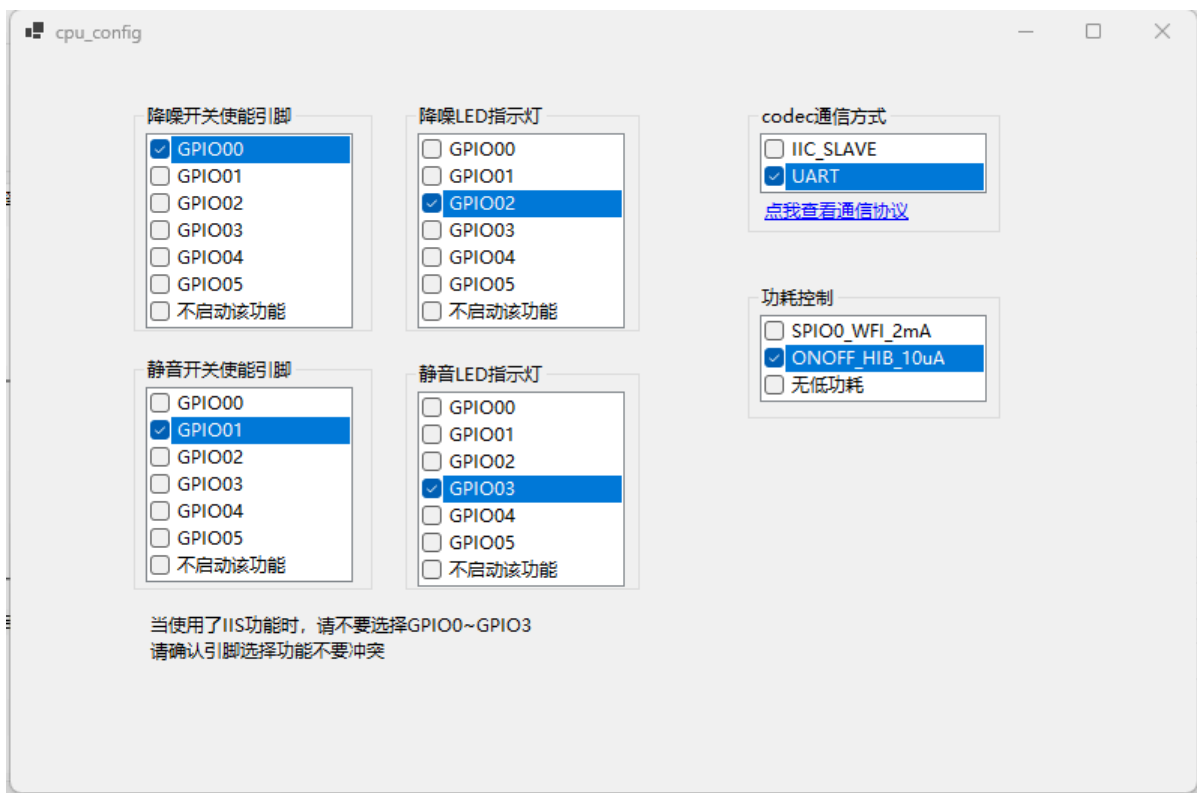 cpu_config
降噪开关使能引脚
GPIO00
GPIO01
GPIO02
GPIO03
GPIO04
GPIO05
不启动该功能
降噪LED指示灯
GPIO00
GPIO01
GPIO02
GPIO03
GPIO04
GPIO05
不启动该功能
codec通信方式
IIC_SLAVE
UART
点我查看通信协议
功耗控制
SPIO0_WFI_2mA
ONOFF_HIB_10uA
无低功耗
静音开关使能引脚
GPIO00
GPIO01
GPIO02
GPIO03
GPIO04
GPIO05
不启动该功能
静音LED指示灯
GPIO00
GPIO01
GPIO02
GPIO03
GPIO04
GPIO05
不启动该功能
当使用了IIS功能时，请不要选择GPIO0~GPIO3
请确认引脚选择功能不要冲突